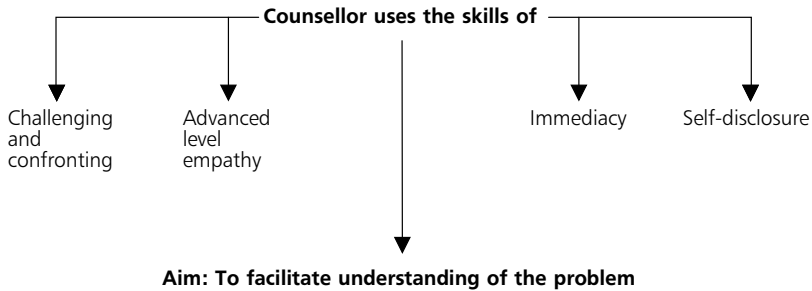 Counsellor uses the skills of
Challenging
and
confronting
Advanced
level
empathy
Immediacy
Self-disclosure
Aim: To facilitate understanding of the problem